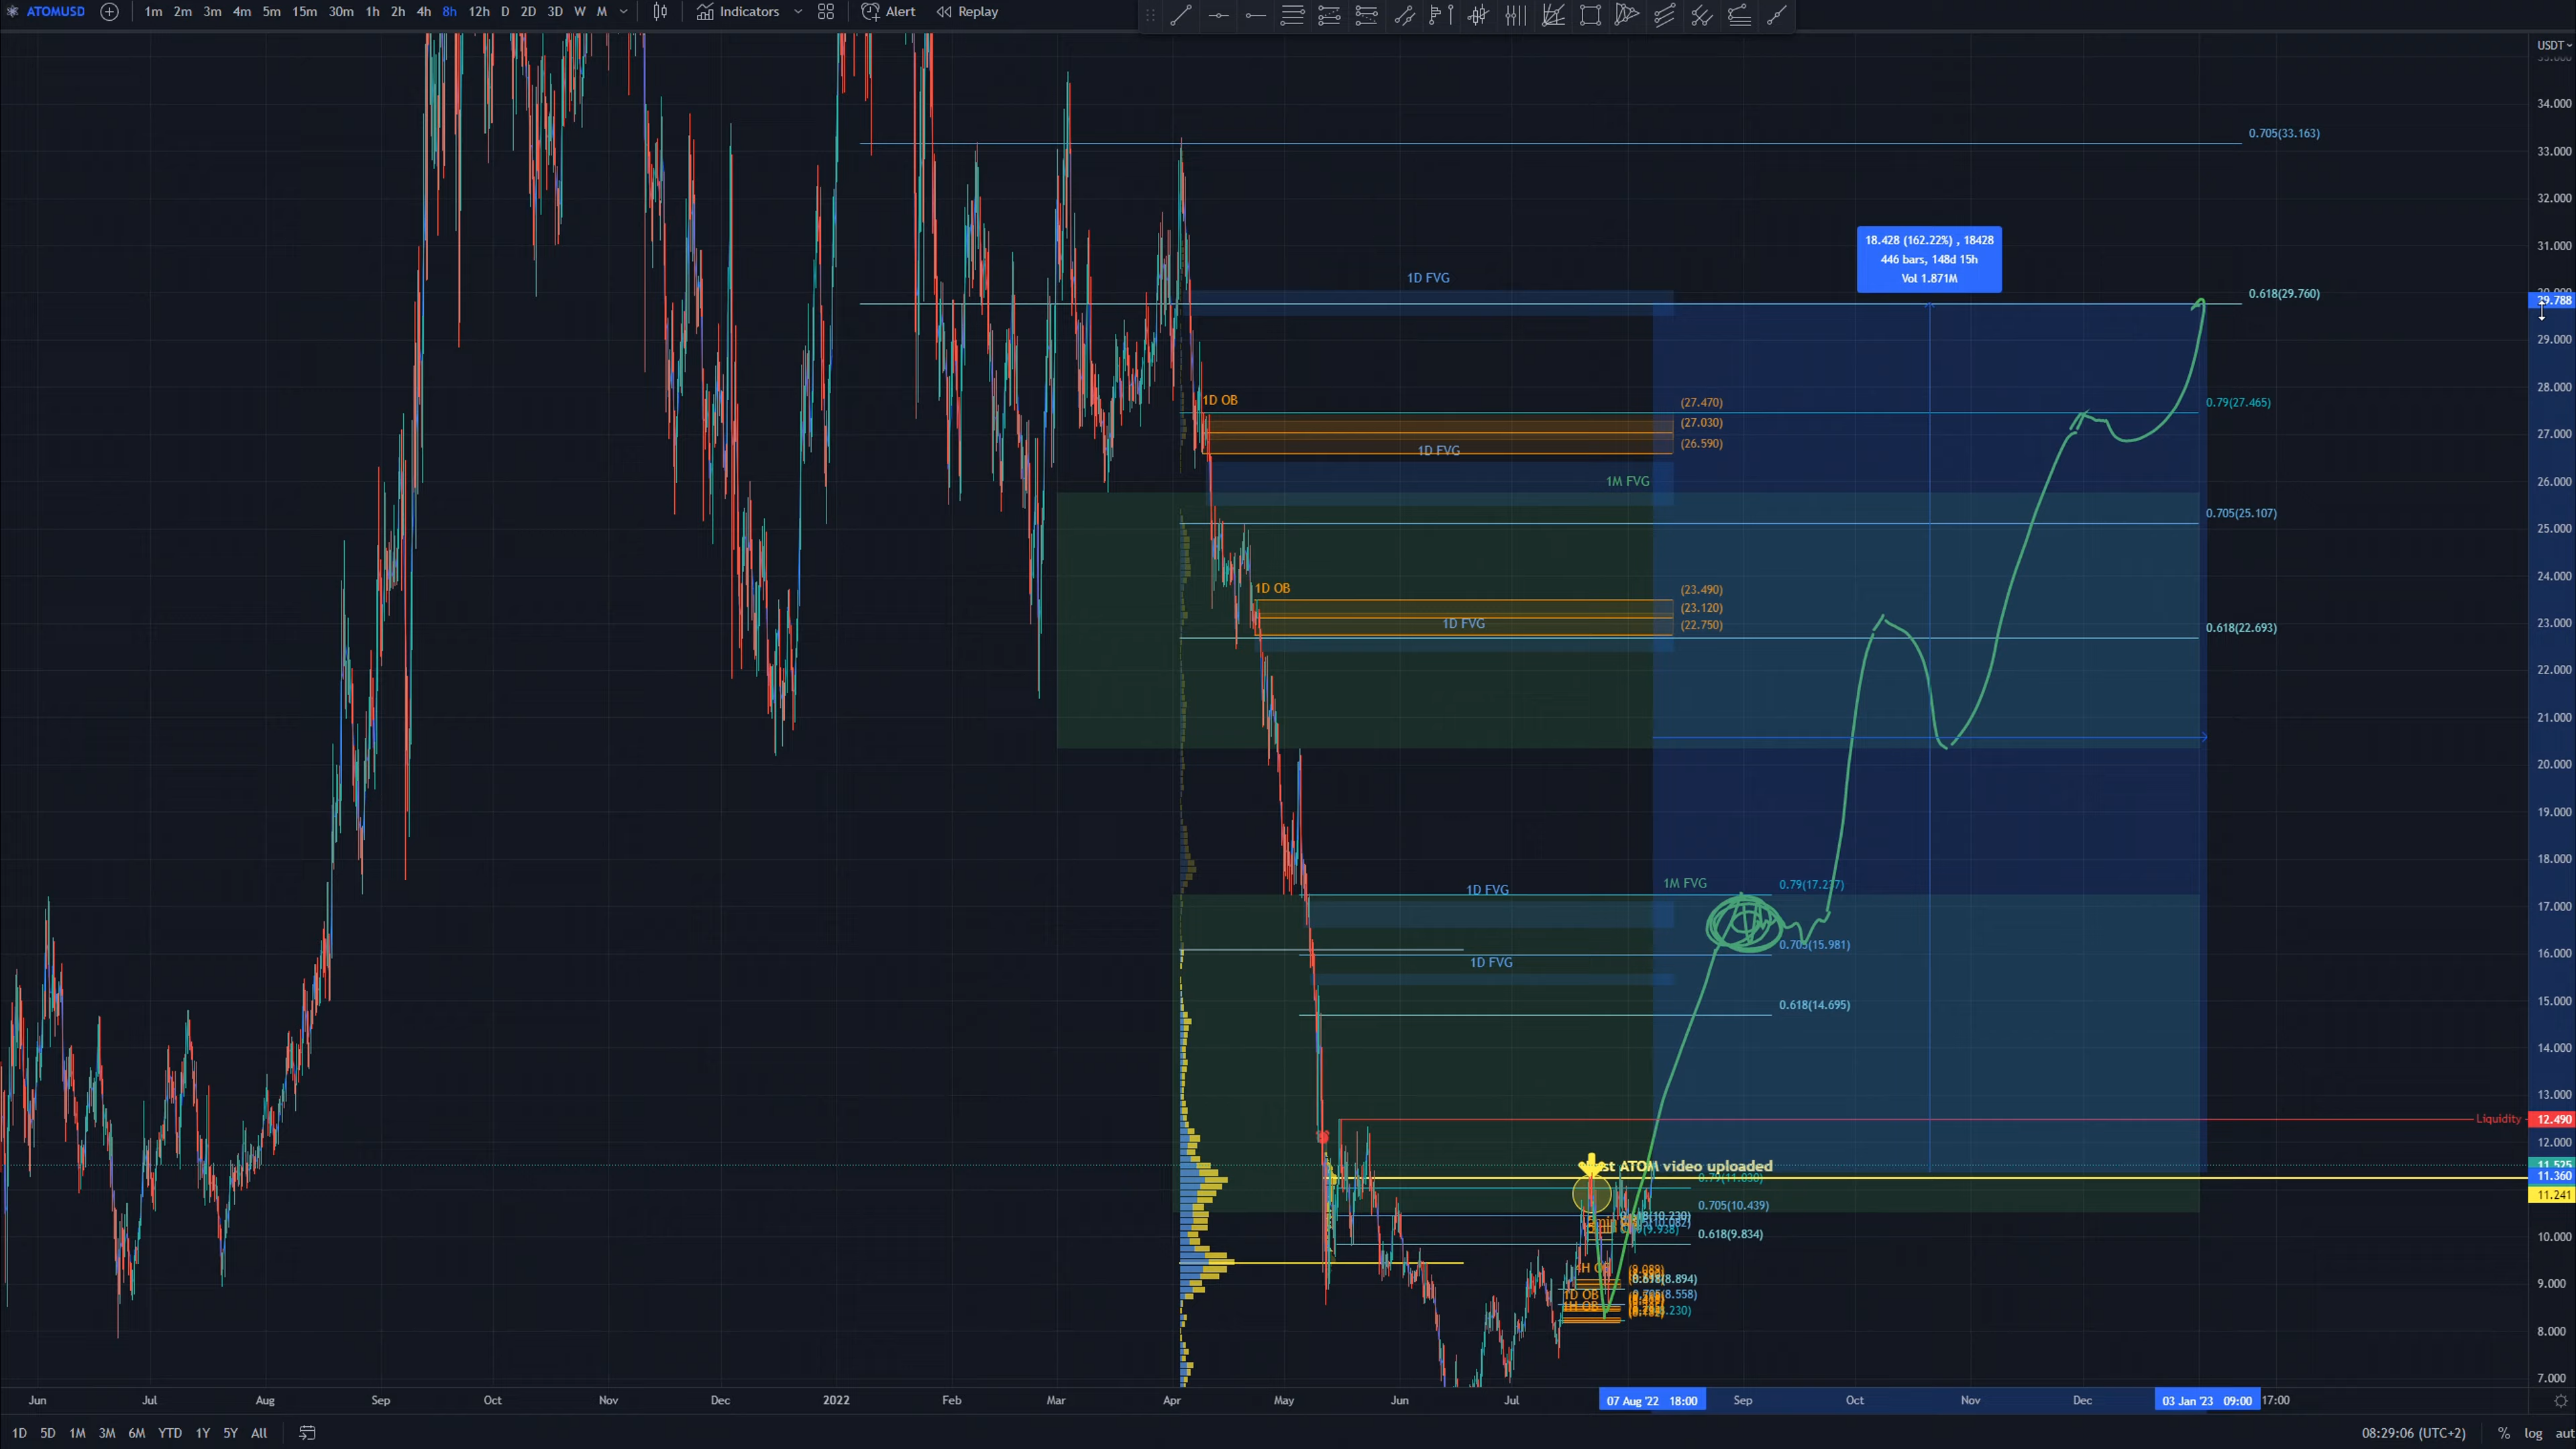 ATOMUSD 1m 2m 3m 4m 5m 15m 30m 1h 2h 4h 8h 12h D 2D 3D W M Indicators Alert Replay
USDT
34.000
0.705(33.163)
33.000
32.000
18.428 (162.22%) , 18428
446 bars, 148d 15h
Vol 1.871M
31.000
1D FVG
0.618(29.760)
29.788
29.000
28.000
1D OB
(27.470)
0.79(27.465)
(27.030)
27.000
(26.590)
1D FVG
1M FVG
26.000
0.705(25.107)
25.000
24.000
1D OB
(23.490)
(23.120)
1D FVG
(22.750)
23.000
0.618(22.693)
22.000
21.000
20.000
19.000
18.000
1D FVG
1M FVG
0.79(17.237)
17.000
0.705(15.981)
16.000
1D FVG
0.618(14.695)
15.000
14.000
13.000
Liquidity
12.490
12.000
ATOM video uploaded
11.525
11.360
11.241
0.705(10.439)
0.618(9.834)
10.000
9.000
1D OB
1H OB
8.000
7.000
Jun Jul Aug Sep Oct Nov Dec 2022 Feb Mar Apr May Jun Jul 07 Aug '22 18:00 Sep Oct Nov Dec 03 Jan '23 09:00 17:00
1D 5D 1M 3M 6M YTD 1Y 5Y All
08:29:06 (UTC+2) % log aut